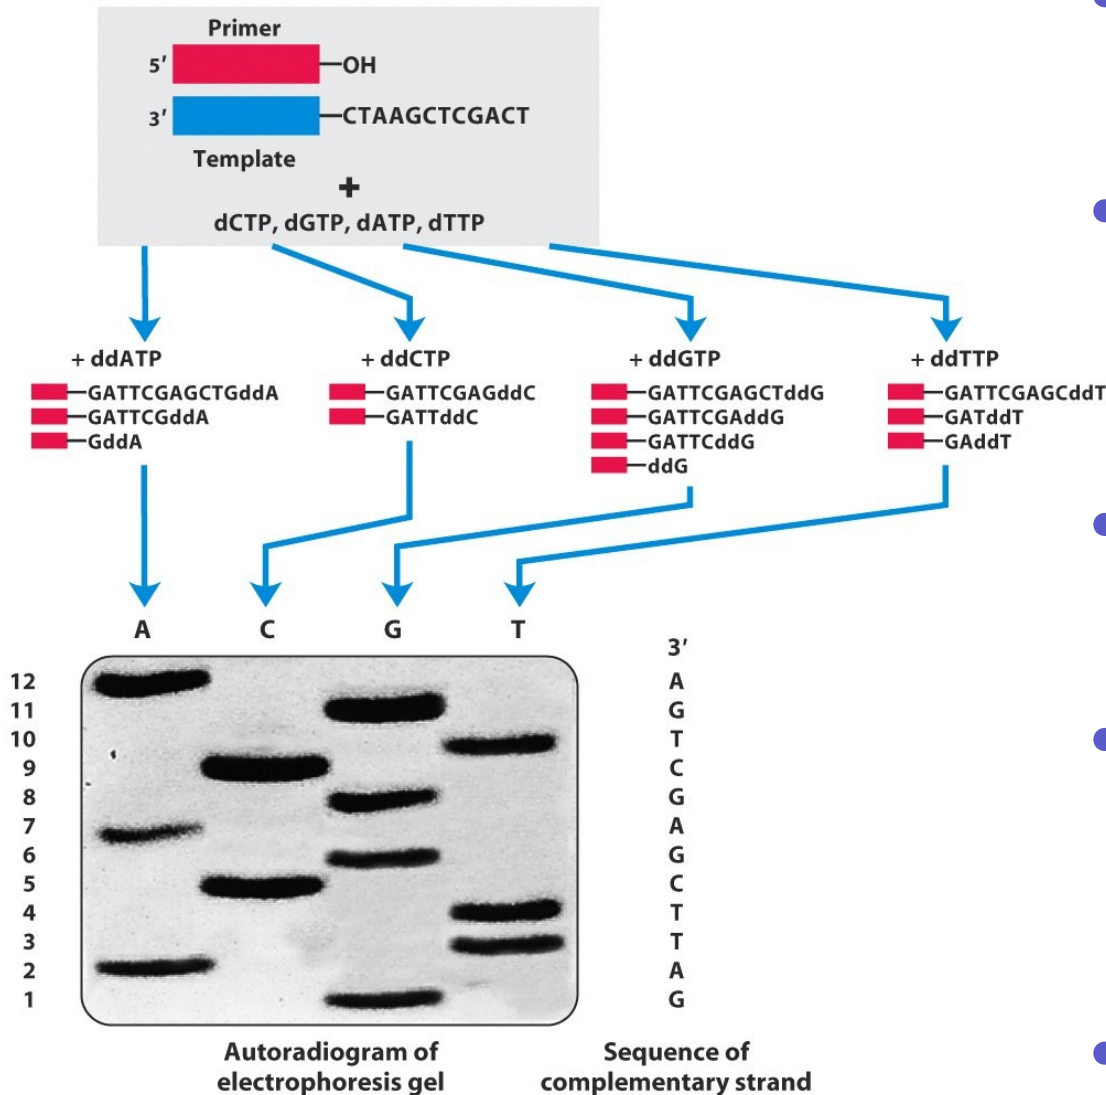 Primer
5′ OH
3′ CTAAGCTCGACT
Template
+
dCTP, dGTP, dATP, dTTP
+ ddATP
GATTCGAGCTGddA
GATTCGddA
GddA
+ ddCTP
GATTCGAGddC
GATTddC
+ ddGTP
GATTCGAGCTddG
GATTCGAddG
GATTCddG
ddG
+ ddTTP
GATTCGAGCddT
GATddT
GAddT
A C G T
3′
12 A
11 G
10 T
9 C
8 G
7 A
6 G
5 C
4 T
3 T
2 A
1 G
Autoradiogram of
electrophoresis gel
Sequence of
complementary strand